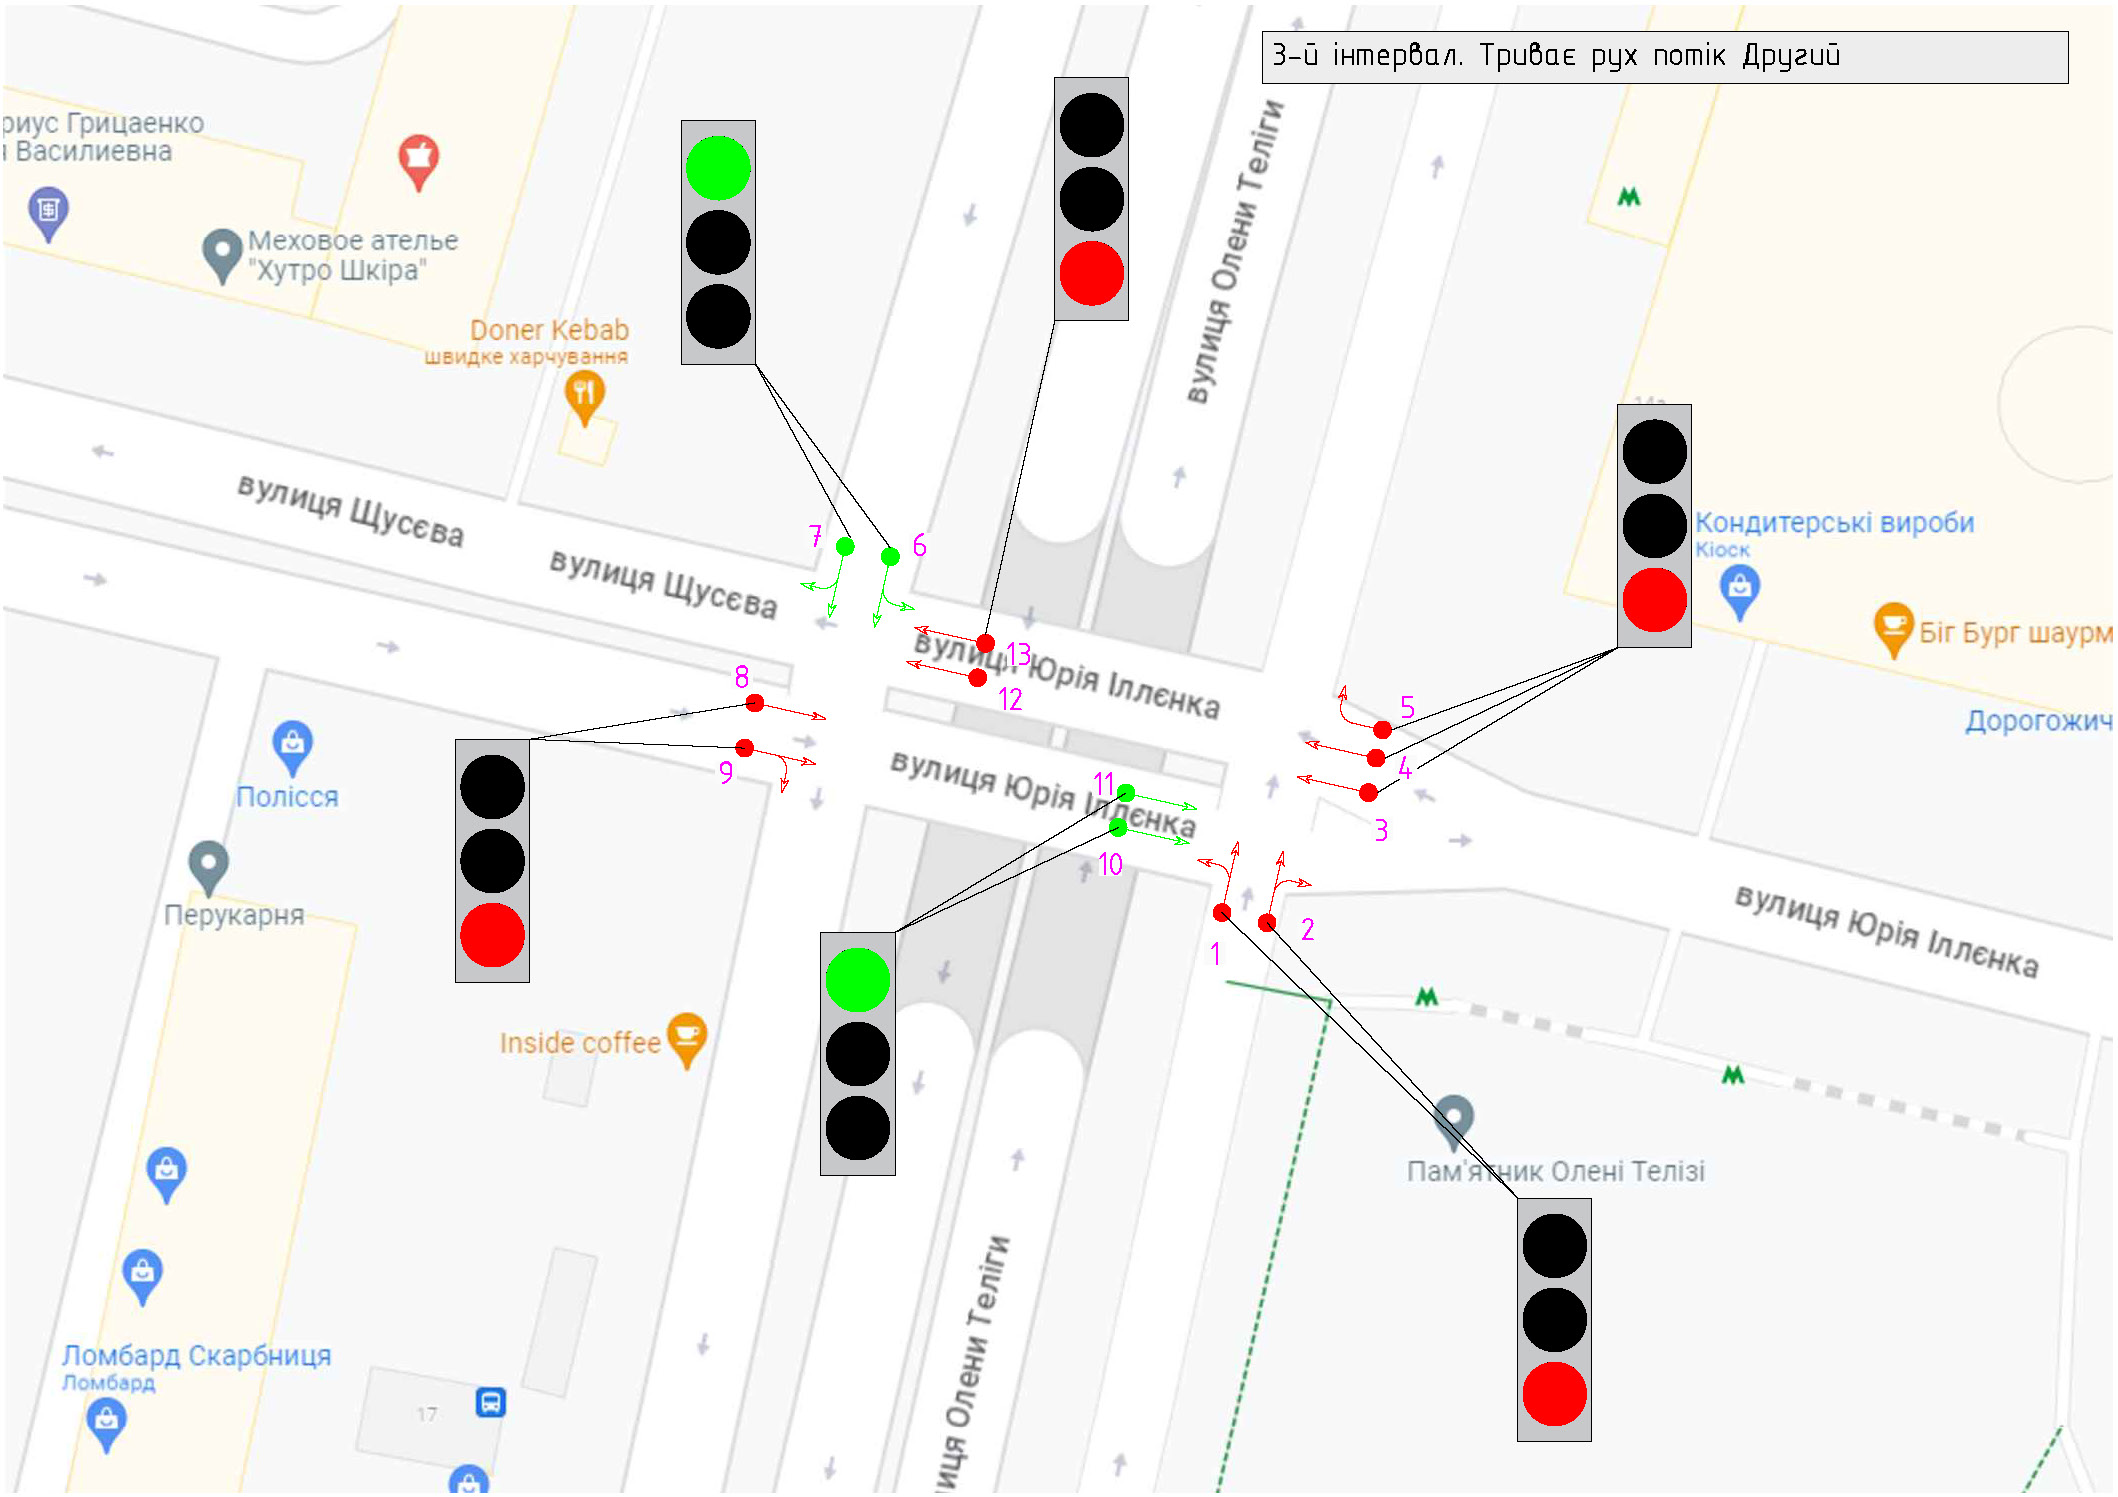 3-й інтервал. Триває рух потік Другий
риус Грицаенко
Василиевна
Меховое ателье
"Хутро Шкіра"
Doner Kebab
швидке харчування
вулиця Олени Теліги
Кондитерські вироби
Кіоск
Біг Бург шаурм
Дорогожич
вулиця Щусєва
вулиця Щусєва
7
6
вулиця Юрія Іллєнка
13
12
8
9
5
4
3
11
10
вулиця Юрія Іллєнка
1
2
вулиця Юрія Іллєнка
Полісся
Перукарня
Inside coffee
Пам'ятник Олені Телізі
иця Олени Теліги
Ломбард Скарбниця
Ломбард
17